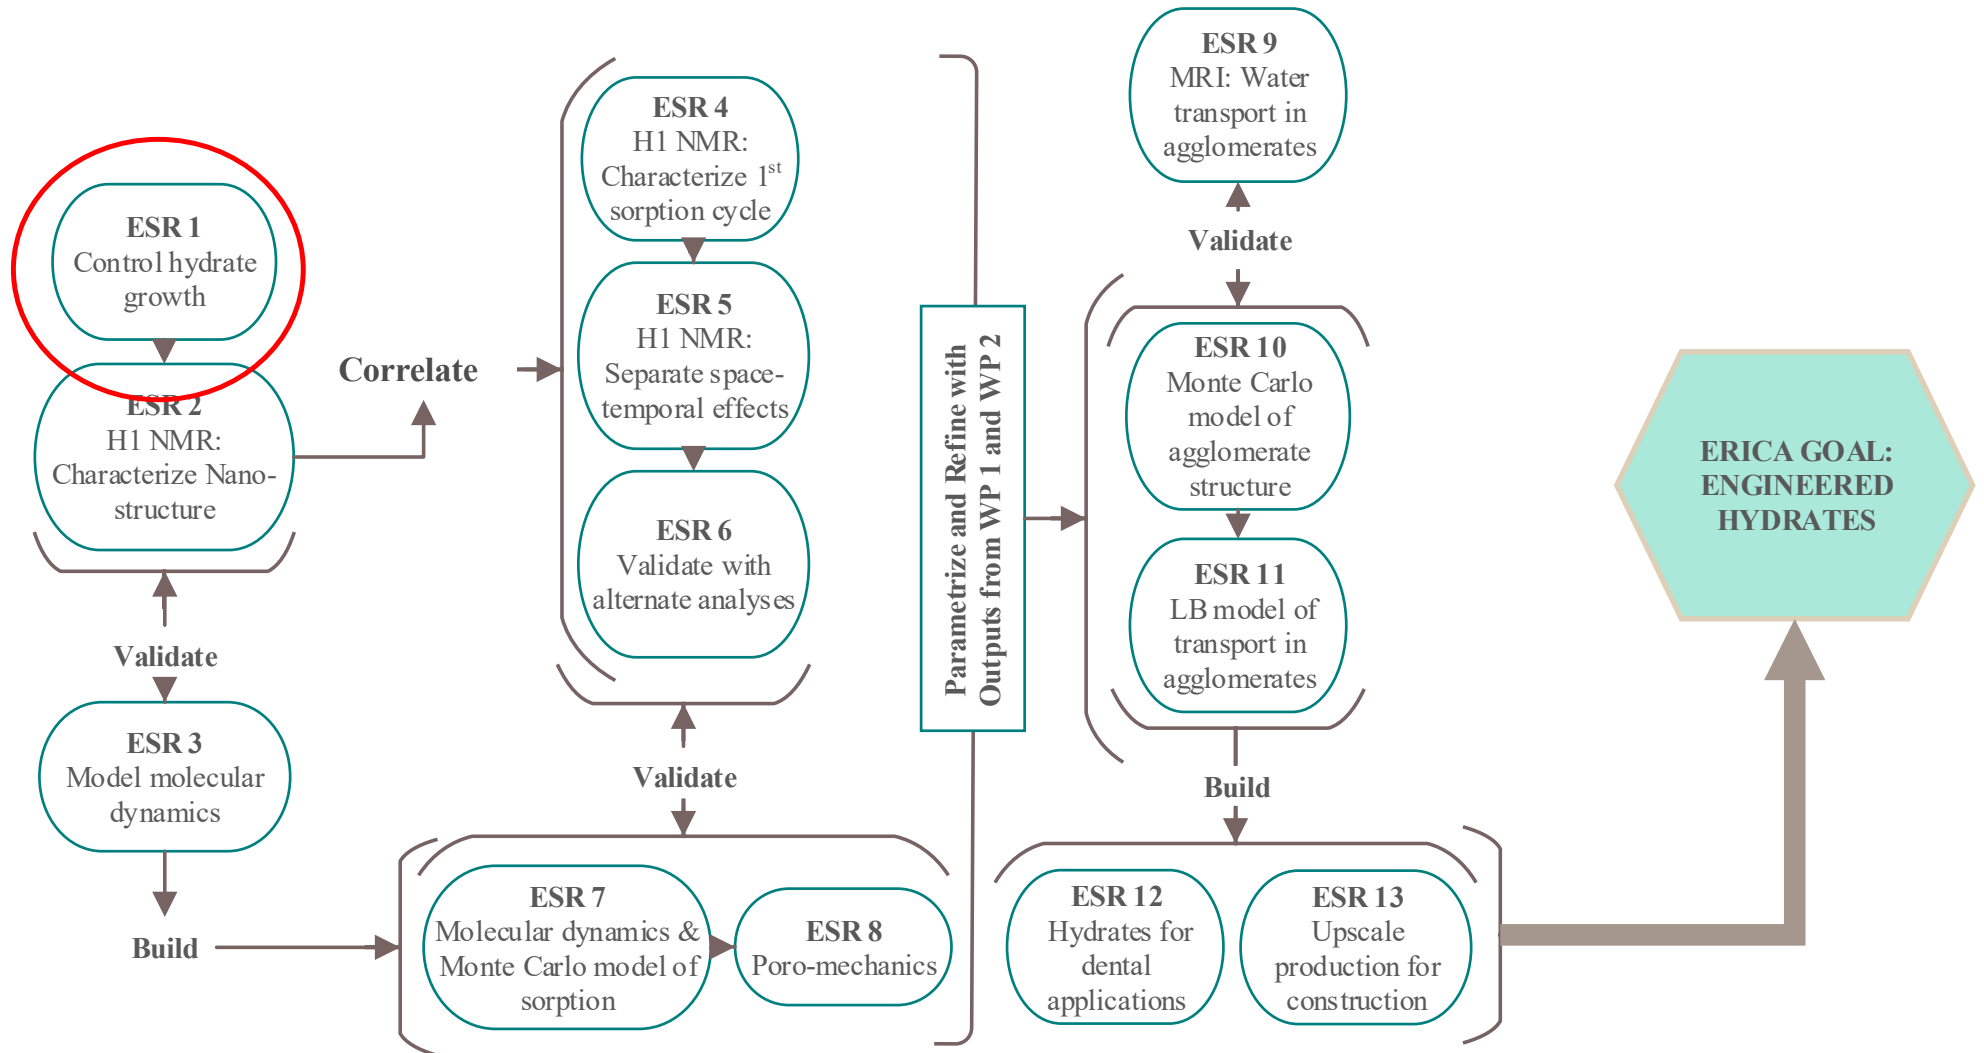 ESR 1
Control hydrate
growth
ESR 2
H1 NMR:
Characterize Nano-
structure
Validate
ESR 3
Model molecular
dynamics
Build
Correlate
ESR 4
H1 NMR:
Characterize 1st
sorption cycle
ESR 5
H1 NMR:
Separate space-
temporal effects
ESR 6
Validate with
alternate analyses
Validate
ESR 7
Molecular dynamics &
Monte Carlo model of
sorption
ESR 8
Poro-mechanics
Parametrize and Refine with
Outputs from WP 1 and WP 2
ESR 9
MRI: Water
transport in
agglomerates
Validate
ESR 10
Monte Carlo
model of
agglomerate
structure
ESR 11
LB model of
transport in
agglomerates
Build
ESR 12
Hydrates for
dental
applications
ESR 13
Upscale
production for
construction
ERICA GOAL:
ENGINEERED
HYDRATES